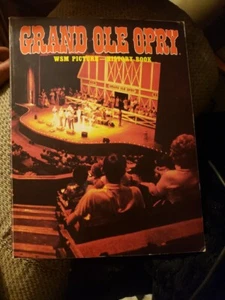 GRAND OLE OPRY
WSM PICTURE-HISTORY BOOK